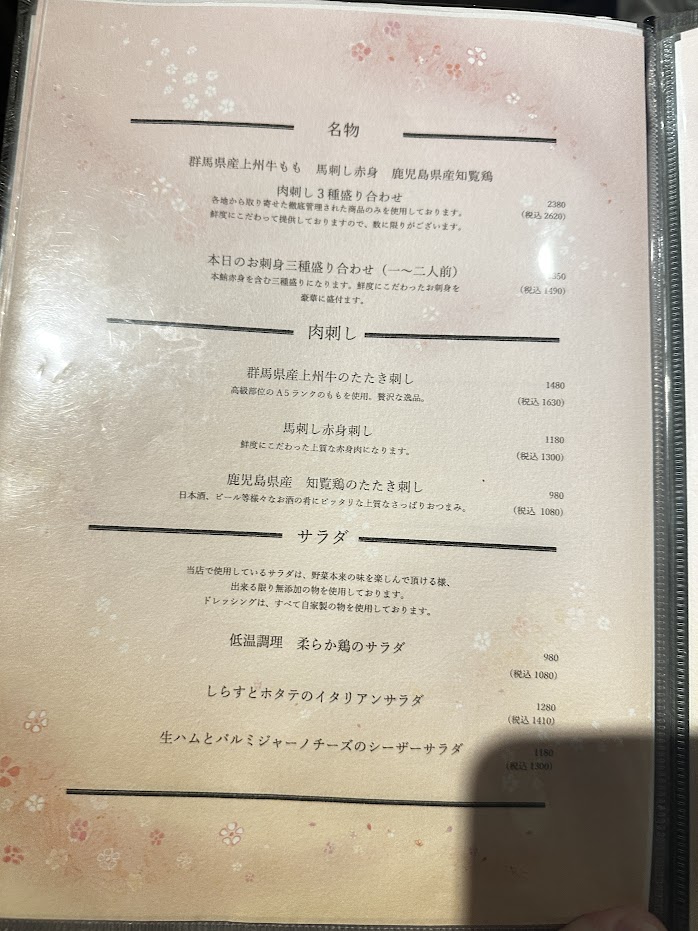 名物
群馬県産上州牛もも　馬刺し赤身　鹿児島県産知覧鶏
肉刺し３種盛り合わせ
各地から取り寄せた徹底管理された商品のみを使用しております。
鮮度にこだわって提供しておりますので、数に限りがございます。
2380
（税込 2620）
本日のお刺身三種盛り合わせ（一〜二人前）
本鮪赤身を含む三種盛りになります。鮮度にこだわったお刺身を
豪華に盛付ます。
（税込 1490）
肉刺し
群馬県産上州牛のたたき刺し
高級部位のＡ５ランクのももを使用、贅沢な逸品。
1480
（税込 1630）
馬刺し赤身刺し
鮮度にこだわった上質な赤身肉になります。
1180
（税込 1300）
鹿児島県産　知覧鶏のたたき刺し
日本酒、ビール等様々なお酒の肴にピッタリな上質なさっぱりおつまみ。
980
（税込 1080）
サラダ
当店で使用しているサラダは、野菜本来の味を楽しんで頂ける様、
出来る限り無添加の物を使用しております。
ドレッシングは、すべて自家製の物を使用しております。
低温調理　柔らか鶏のサラダ
980
（税込 1080）
しらすとホタテのイタリアンサラダ
1280
（税込 1410）
生ハムとパルミジャーノチーズのシーザーサラダ
1180
（税込 1300）